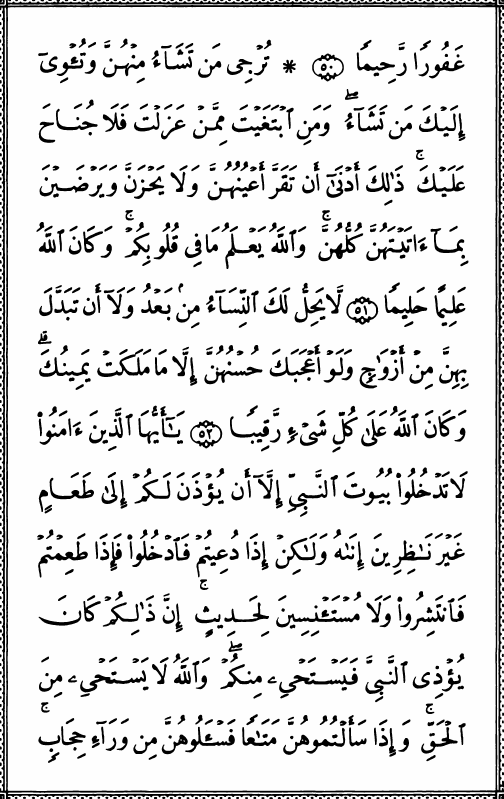 غَفُورًا رَّحِيمًا ۝٥٠ ۞ تُرْجِى مَن تَشَآءُ مِنْهُنَّ وَتُـْٔوِىٓ
إِلَيْكَ مَن تَشَآءُ ۖ وَمَنِ ٱبْتَغَيْتَ مِمَّنْ عَزَلْتَ فَلَا جُنَاحَ
عَلَيْكَ ۚ ذَٰلِكَ أَدْنَىٰٓ أَن تَقَرَّ أَعْيُنُهُنَّ وَلَا يَحْزَنَّ وَيَرْضَيْنَ
بِمَآ ءَاتَيْتَهُنَّ كُلُّهُنَّ ۚ وَٱللَّهُ يَعْلَمُ مَا فِى قُلُوبِكُمْ ۚ وَكَانَ ٱللَّهُ
عَلِيمًا حَلِيمًا ۝٥١ لَّا يَحِلُّ لَكَ ٱلنِّسَآءُ مِنۢ بَعْدُ وَلَآ أَن تَبَدَّلَ
بِهِنَّ مِنْ أَزْوَٰجٍ وَلَوْ أَعْجَبَكَ حُسْنُهُنَّ إِلَّا مَا مَلَكَتْ يَمِينُكَ ۗ
وَكَانَ ٱللَّهُ عَلَىٰ كُلِّ شَىْءٍ رَّقِيبًا ۝٥٢ يَـٰٓأَيُّهَا ٱلَّذِينَ ءَامَنُوا۟
لَا تَدْخُلُوا۟ بُيُوتَ ٱلنَّبِىِّ إِلَّآ أَن يُؤْذَنَ لَكُمْ إِلَىٰ طَعَامٍ
غَيْرَ نَـٰظِرِينَ إِنَىٰهُ وَلَـٰكِنْ إِذَا دُعِيتُمْ فَٱدْخُلُوا۟ فَإِذَا طَعِمْتُمْ
فَٱنتَشِرُوا۟ وَلَا مُسْتَـْٔنِسِينَ لِحَدِيثٍ ۚ إِنَّ ذَٰلِكُمْ كَانَ
يُؤْذِى ٱلنَّبِىَّ فَيَسْتَحْىِۦ مِنكُمْ ۖ وَٱللَّهُ لَا يَسْتَحْىِۦ مِنَ
ٱلْحَقِّ ۚ وَإِذَا سَأَلْتُمُوهُنَّ مَتَـٰعًا فَسْـَٔلُوهُنَّ مِن وَرَآءِ حِجَابٍ ۚ